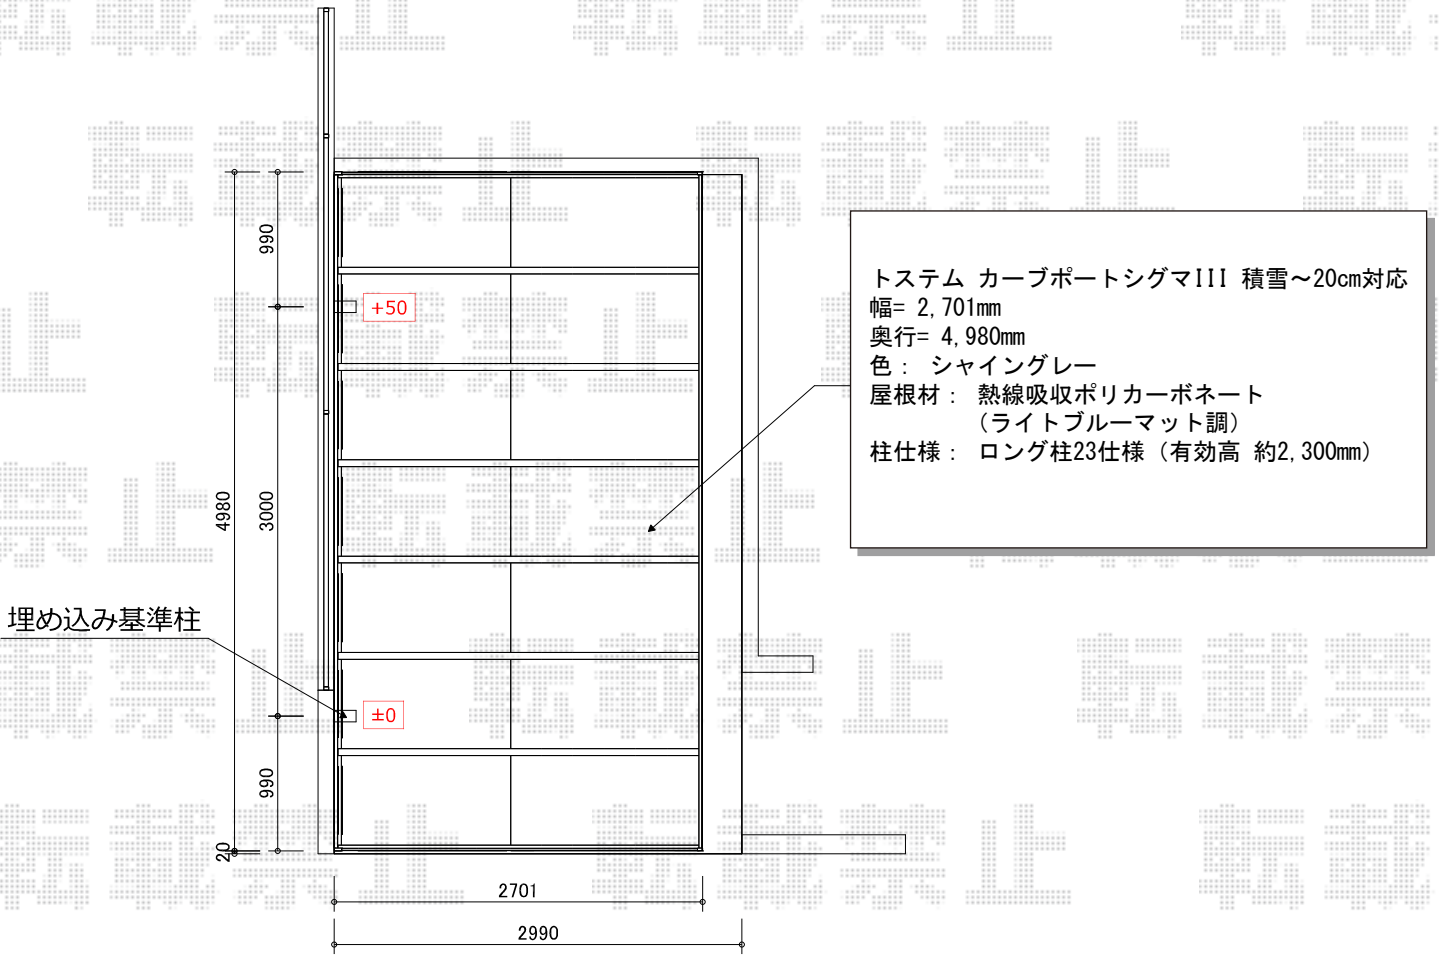 転載禁止
トステム カーブポートシグマIII 積雪～20cm対応
幅= 2,701mm
奥行= 4,980mm
色： シャイングレー
屋根材： 熱線吸収ポリカーボネート
（ライトブルーマット調）
柱仕様： ロング柱23仕様（有効高 約2,300mm）
990
+50
4980
3000
埋め込み基準柱
±0
990
20
2701
2990